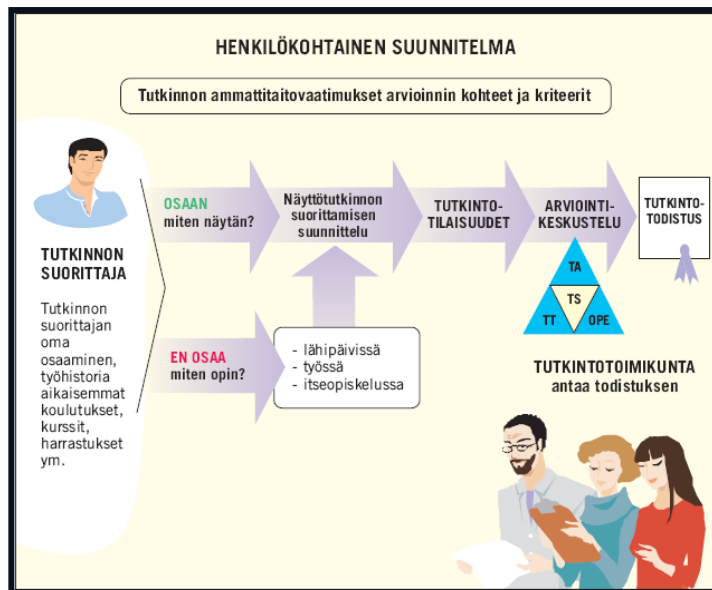 HENKILÖKOHTAINEN SUUNNITELMA
Tutkinnon ammattitaitovaatimukset arvioinnin kohteet ja kriteerit
TUTKINNON
SUORITTAJA
Tutkinnon
suorittajan
oma
osaaminen,
työhistoria
aikaisemmat
koulutukset,
kurssit,
harrastukset
ym.
OSAAN
miten näytän?
Näyttötutkinnon
suorittamisen
suunnittelu
TUTKINTO-
TILAISUUDET
ARVIOINTI-
KESKUSTELU
TUTKINTO-
TODISTUS
TA
TS
TT
OPE
EN OSAA
miten opin?
- lähipäivissä
- työssä
- itseopiskelussa
TUTKINTOTOIMIKUNTA
antaa todistuksen